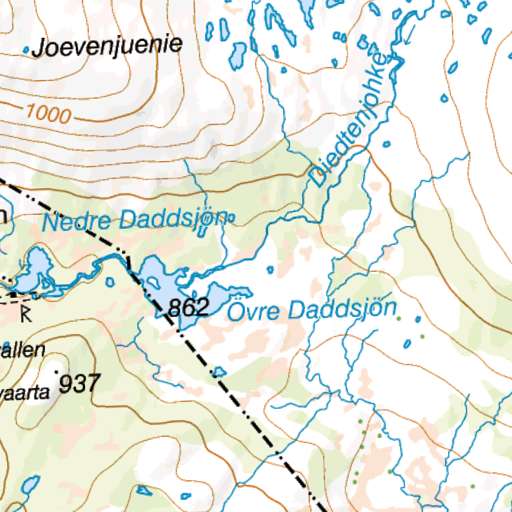 Joevenjuenie
1000
Diedtenjohke
Nedre Daddsjön
862
Övre Daddsjön
R
937